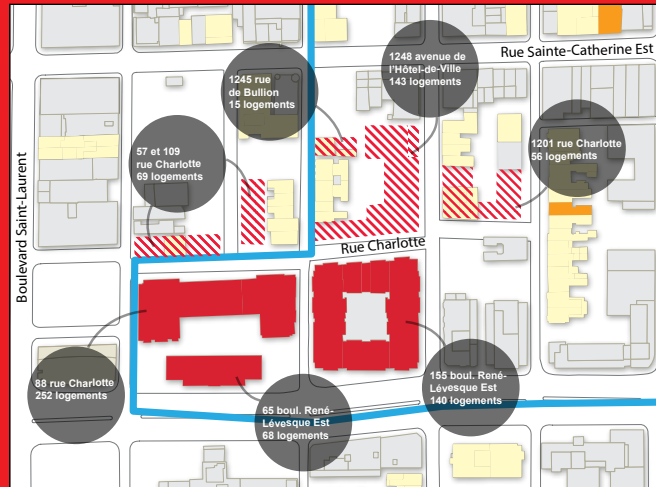 Rue Sainte-Catherine Est
1248 avenue de
l'Hôtel-de-Ville
143 logements
1245 rue
de Bullion
15 logements
57 et 109
rue Charlotte
69 logements
1201 rue Charlotte
56 logements
Boulevard Saint-Laurent
Rue Charlotte
88 rue Charlotte
252 logements
65 boul. René-
Lévesque Est
68 logements
155 boul. René-
Lévesque Est
140 logements